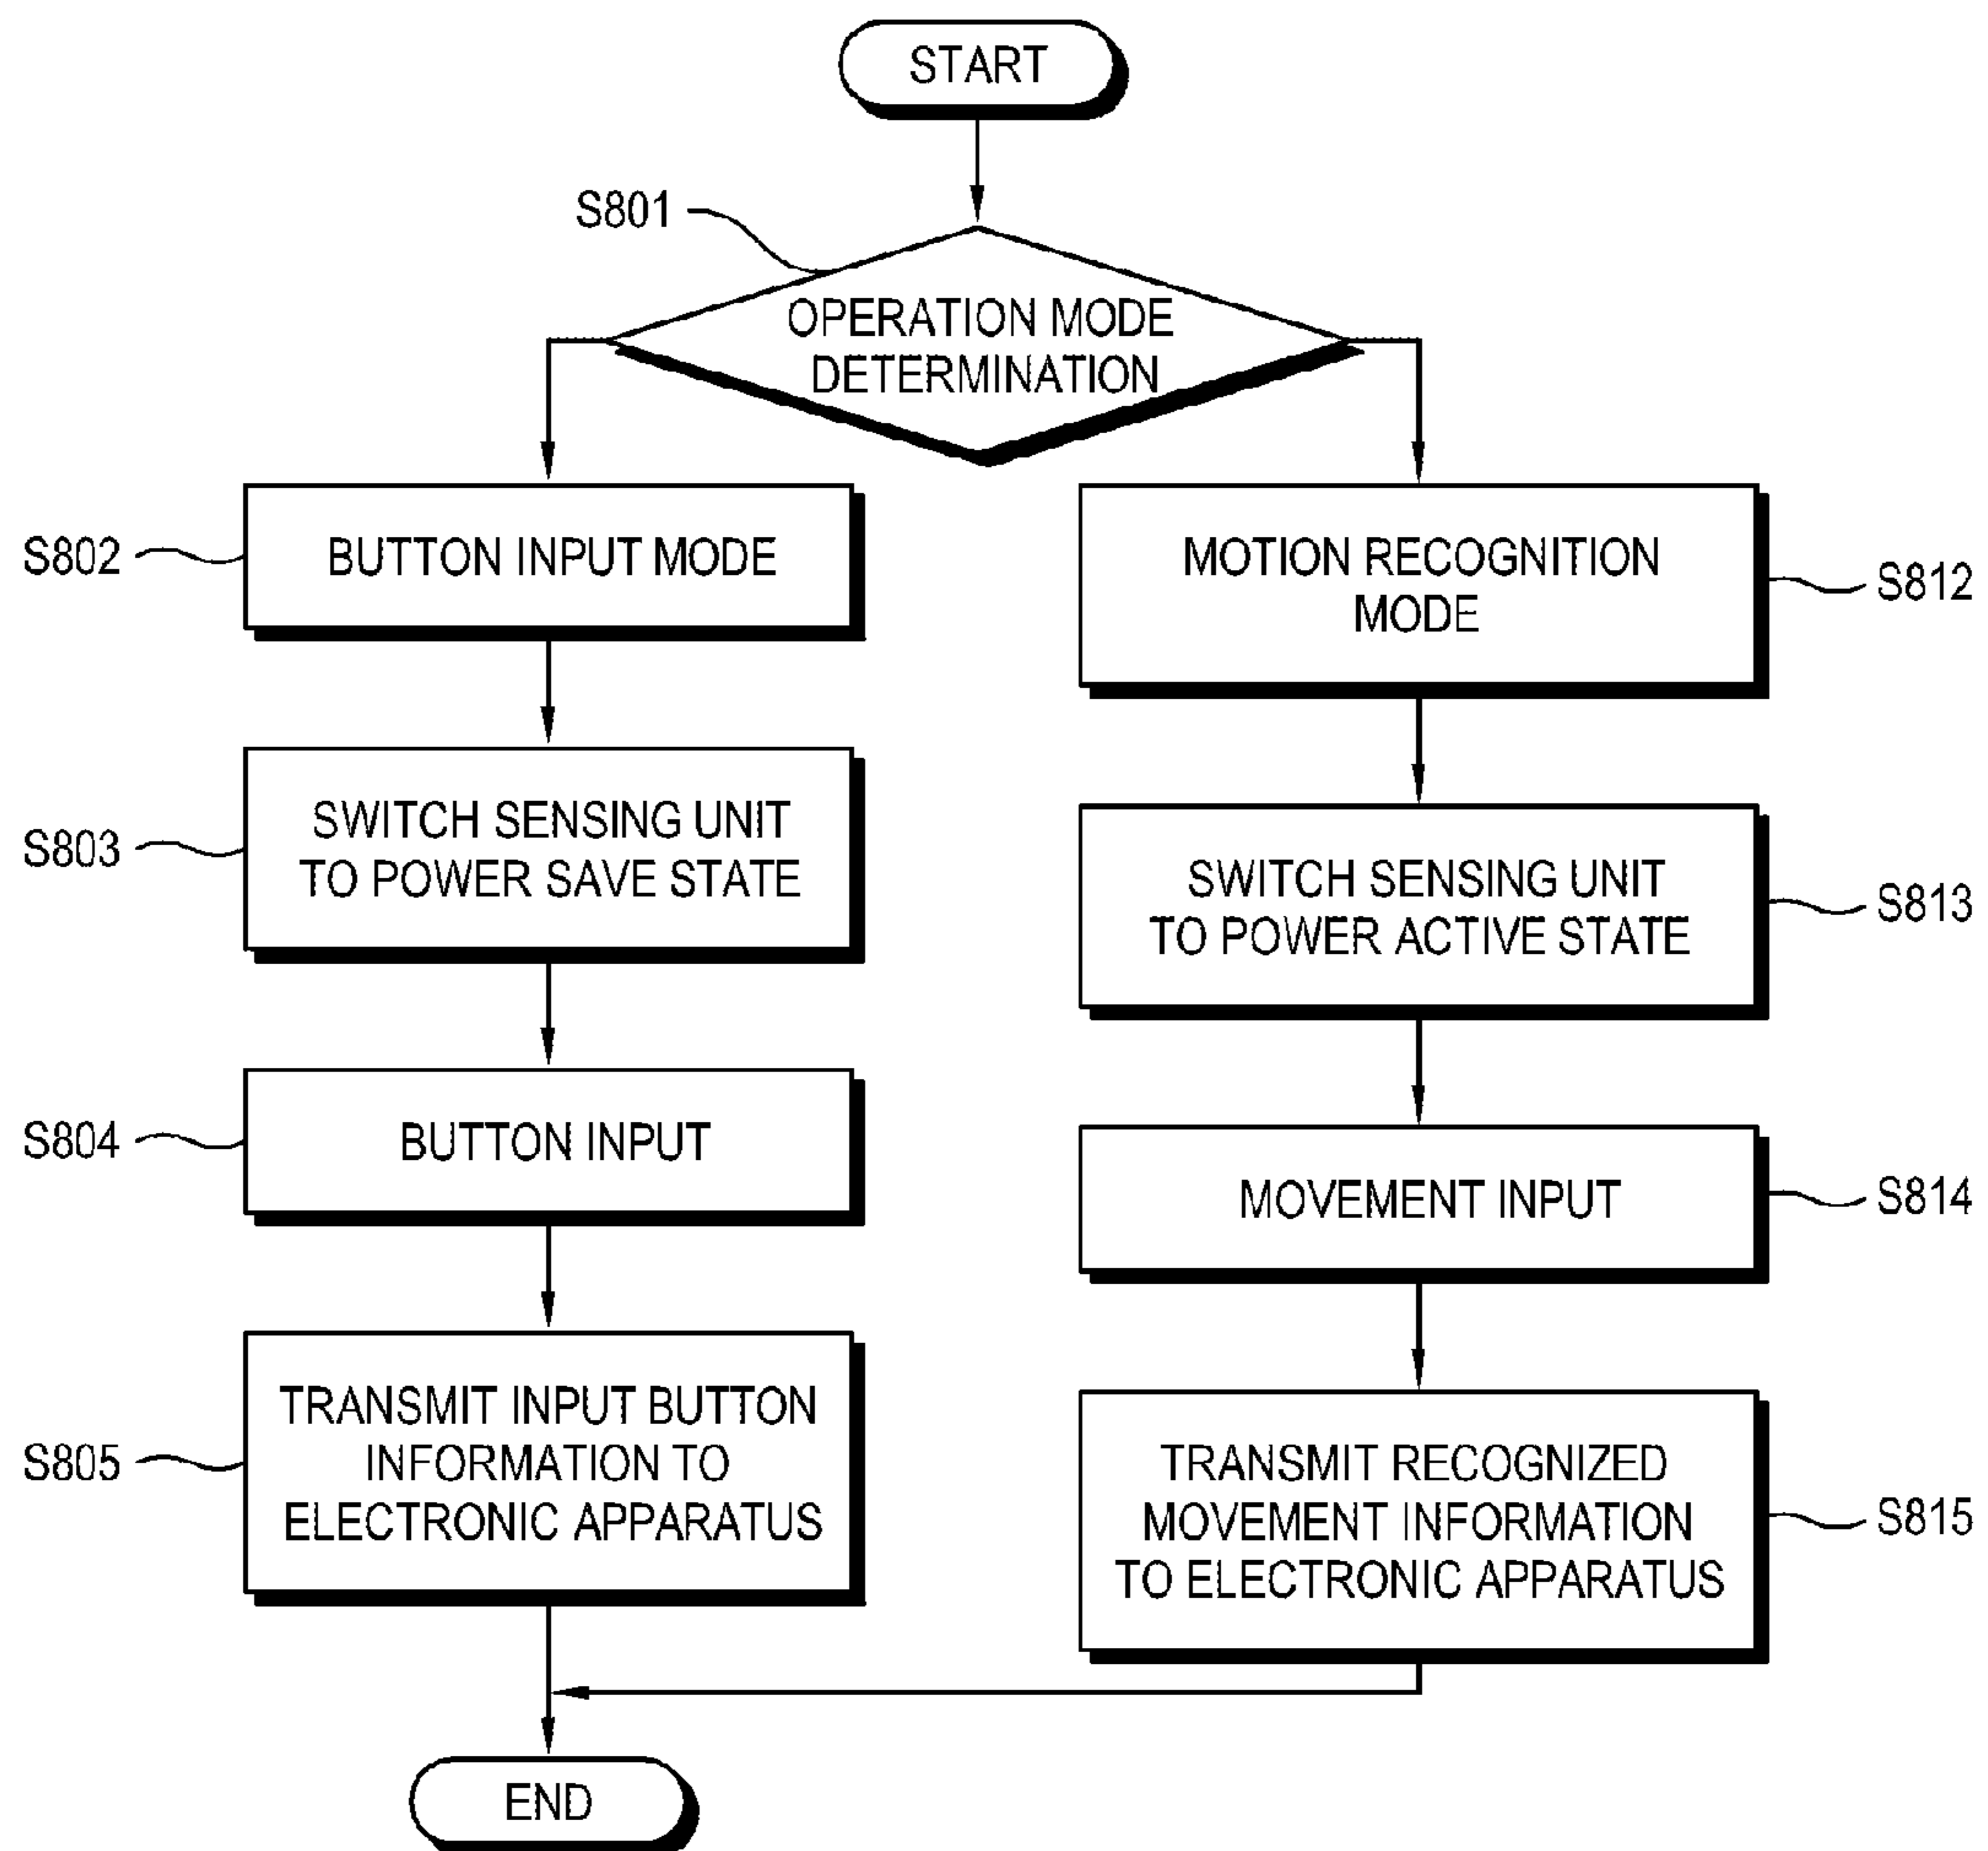 START
S801
OPERATION MODE
DETERMINATION
S802
BUTTON INPUT MODE
S803
SWITCH SENSING UNIT
TO POWER SAVE STATE
S804
BUTTON INPUT
S805
TRANSMIT INPUT BUTTON
INFORMATION TO
ELECTRONIC APPARATUS
MOTION RECOGNITION
MODE
S812
SWITCH SENSING UNIT
TO POWER ACTIVE STATE
S813
MOVEMENT INPUT
S814
TRANSMIT RECOGNIZED
MOVEMENT INFORMATION
TO ELECTRONIC APPARATUS
S815
END